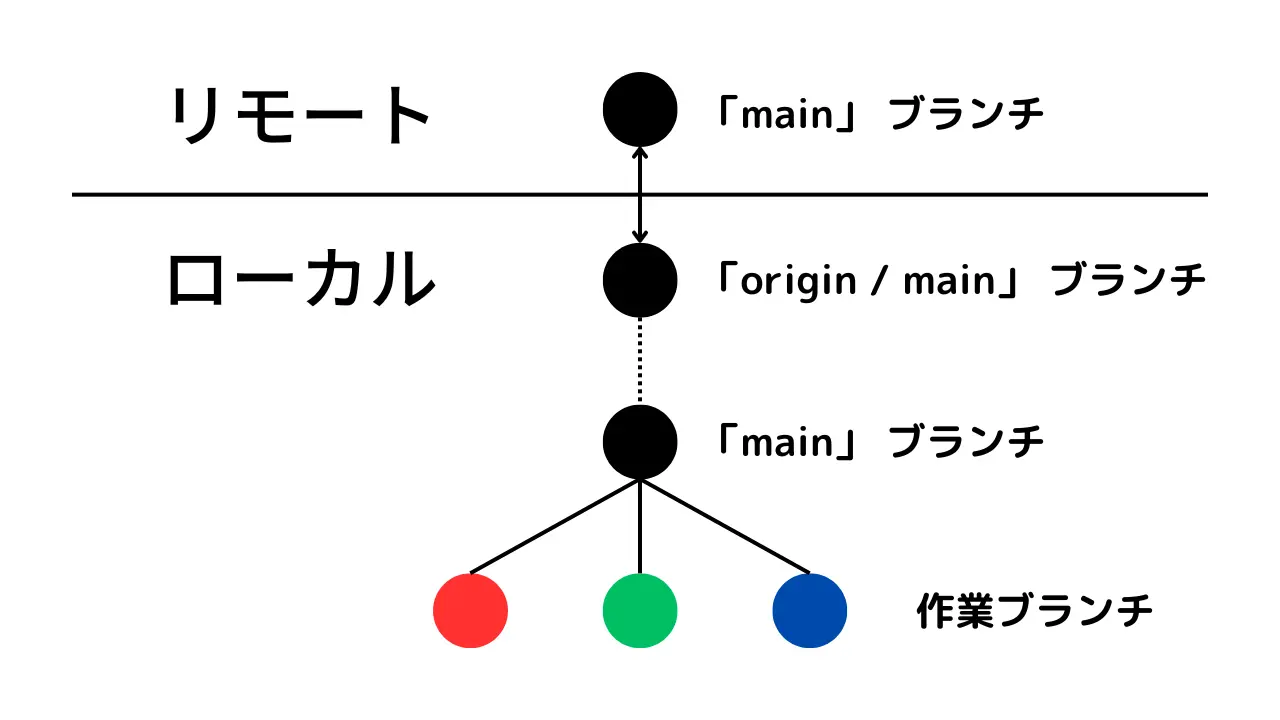 リモート
「main」 ブランチ
ローカル
「origin / main」 ブランチ
「main」 ブランチ
作業ブランチ